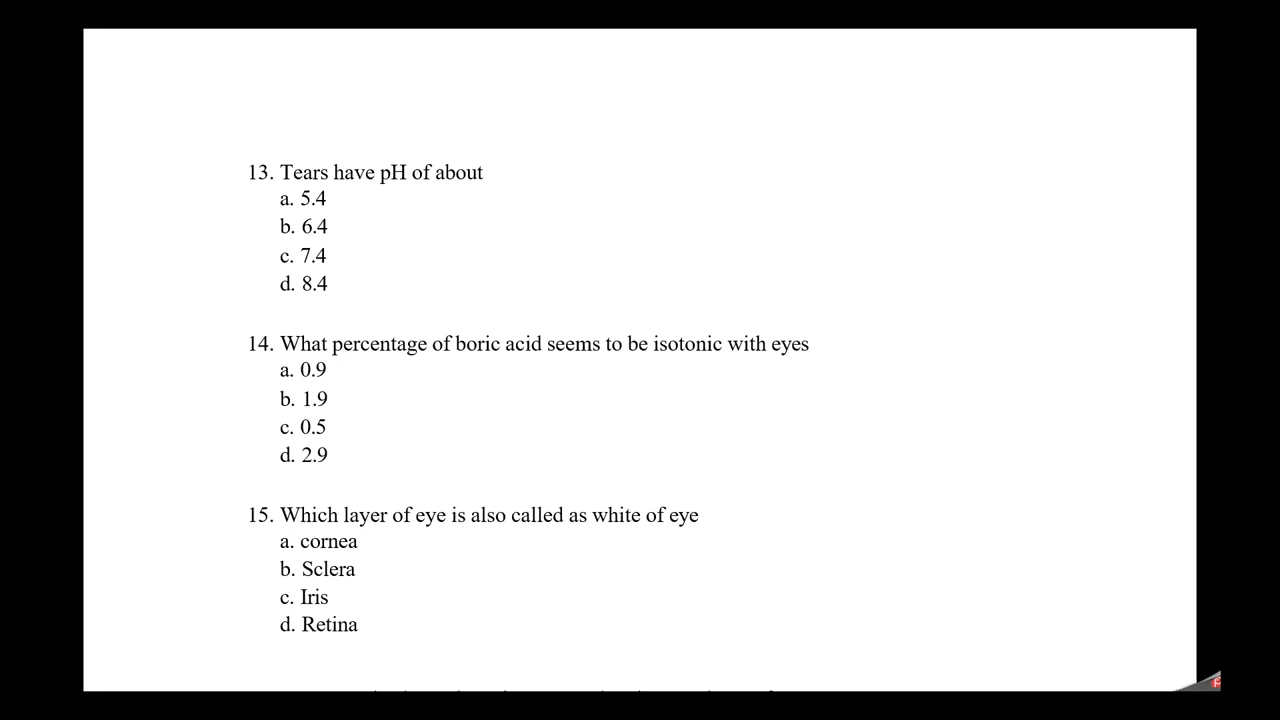 13. Tears have pH of about
a. 5.4
b. 6.4
c. 7.4
d. 8.4
14. What percentage of boric acid seems to be isotonic with eyes
a. 0.9
b. 1.9
c. 0.5
d. 2.9
15. Which layer of eye is also called as white of eye
a. cornea
b. Sclera
c. Iris
d. Retina